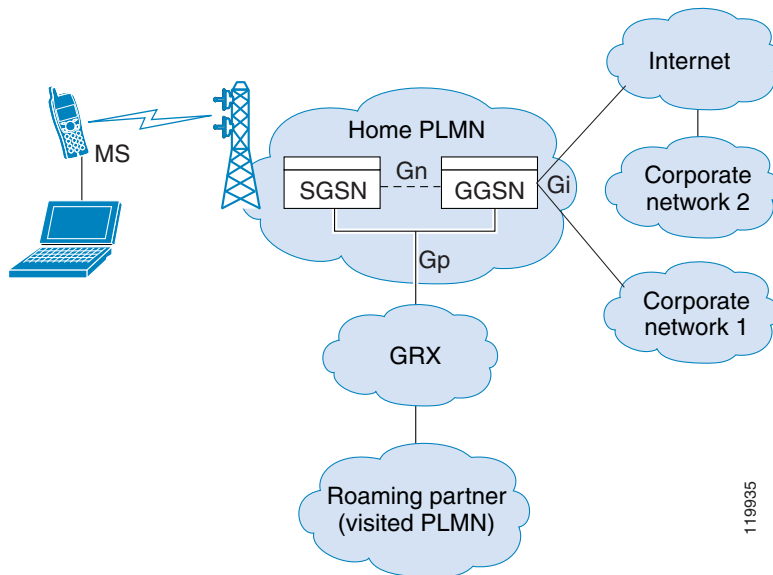 Internet
MS
Home PLMN
SGSN
Gn
GGSN
Gi
Corporate
network 2
Gp
Corporate
network 1
GRX
Roaming partner
(visited PLMN)
119935